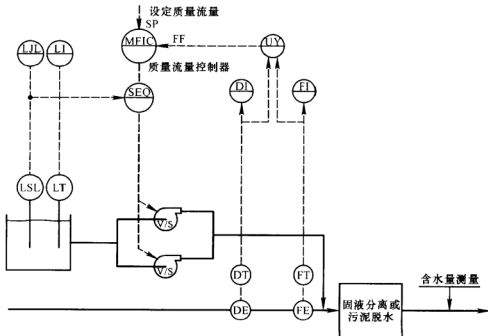 设定质量流量
SP
LJL
LI
MFIC
FF
UY
质量流量控制器
SEQ
DI
FI
LSL
LT
V/S
V/S
DT
FT
DE
FE
固液分离或
污泥脱水
含水量测量